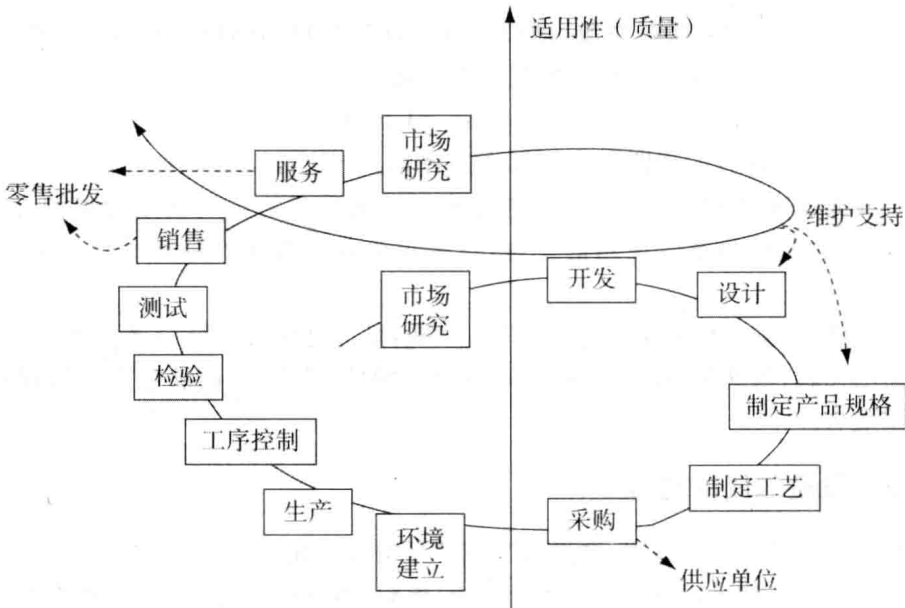 适用性（质量）
市场
研究
服务
零售批发
销售
维护支持
开发
市场
研究
设计
测试
检验
制定产品规格
工序控制
制定工艺
生产
采购
环境
建立
供应单位